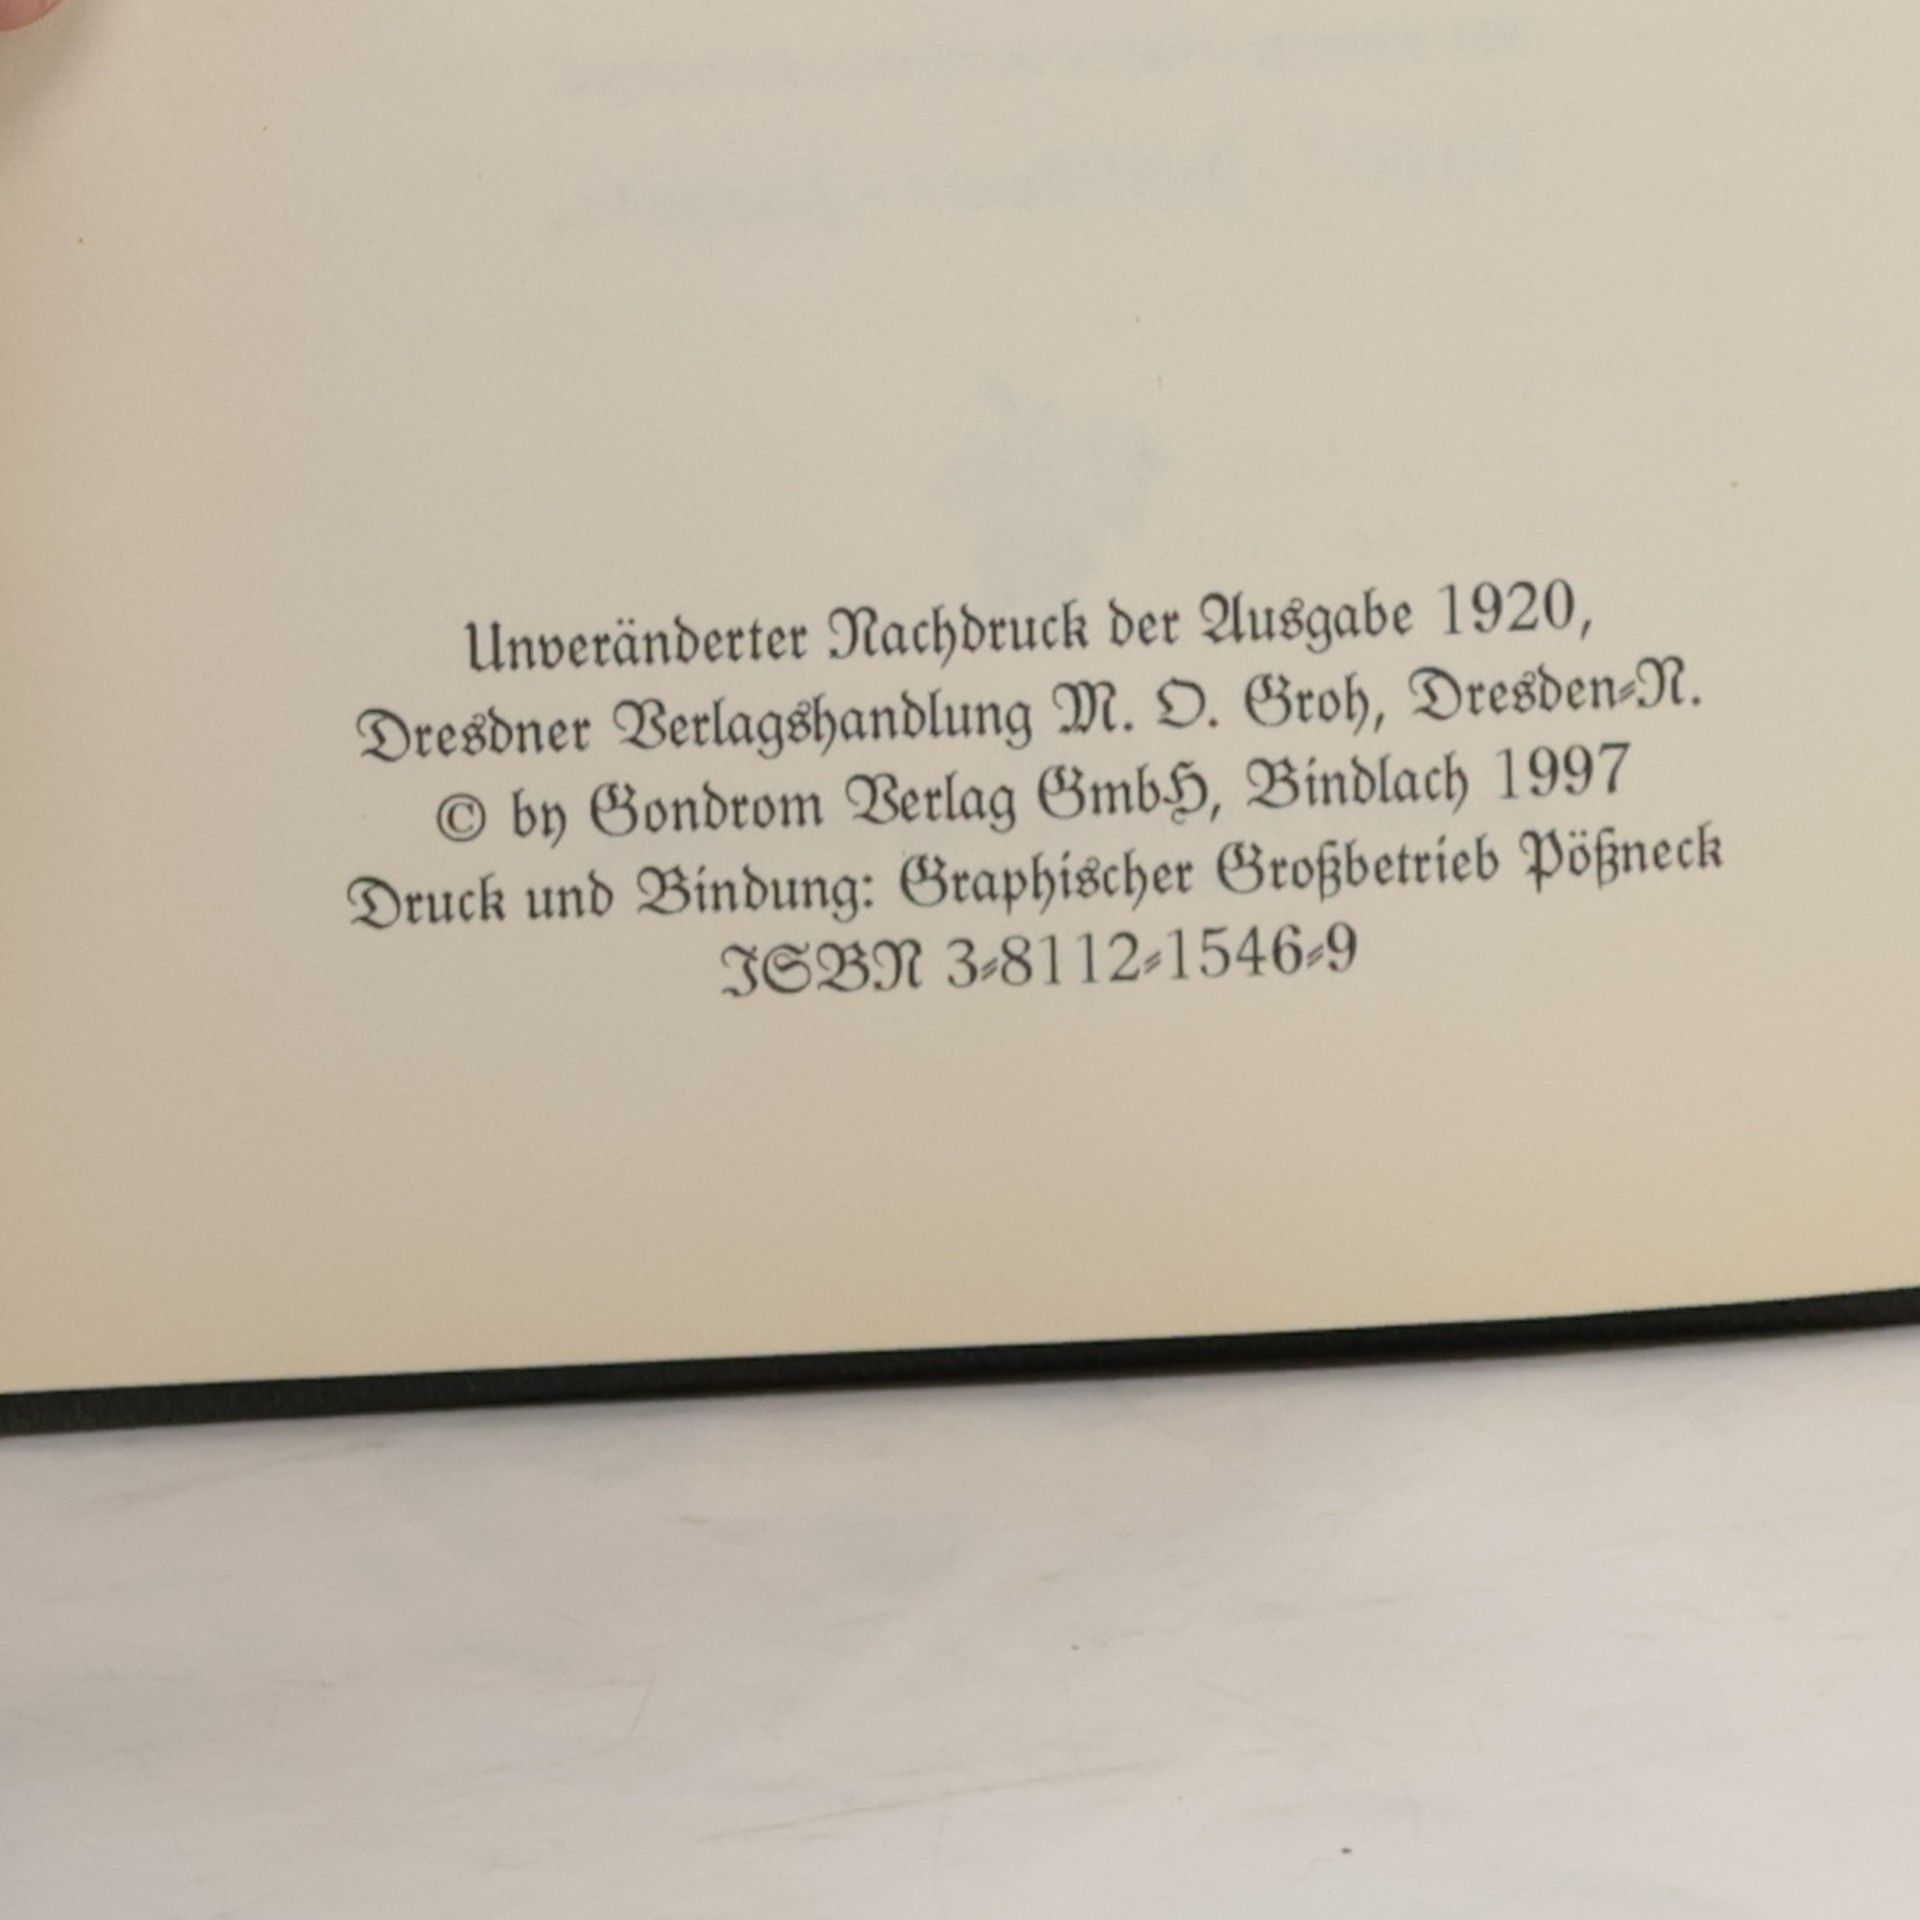 Unveränderter Nachdruck der Ausgabe 1920,
Dresdner Verlagshandlung M. O. Groh, Dresden-N.
© by Gondrom Verlag GmbH, Bindlach 1997
Druck und Bindung: Graphischer Großbetrieb Pößneck
ISBN 3-8112-1546-9